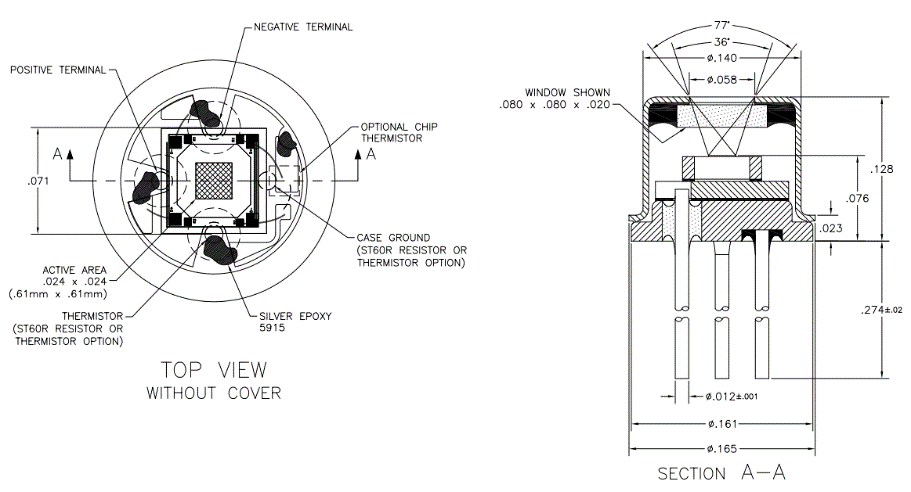 NEGATIVE TERMINAL
POSITIVE TERMINAL
OPTIONAL CHIP
THERMISTOR
A
A
.071
CASE GROUND
(ST60R RESISTOR OR
THERMISTOR OPTION)
ACTIVE AREA
.024 x .024
(.61mm x .61mm)
THERMISTOR
(ST60R RESISTOR OR
THERMISTOR OPTION)
SILVER EPOXY
5915
TOP VIEW
WITHOUT COVER
77°
36°
ø.140
ø.058
WINDOW SHOWN
.080 x .080 x .020
.128
.076
.023
.274±.02
ø.012±.001
ø.161
ø.165
SECTION A-A